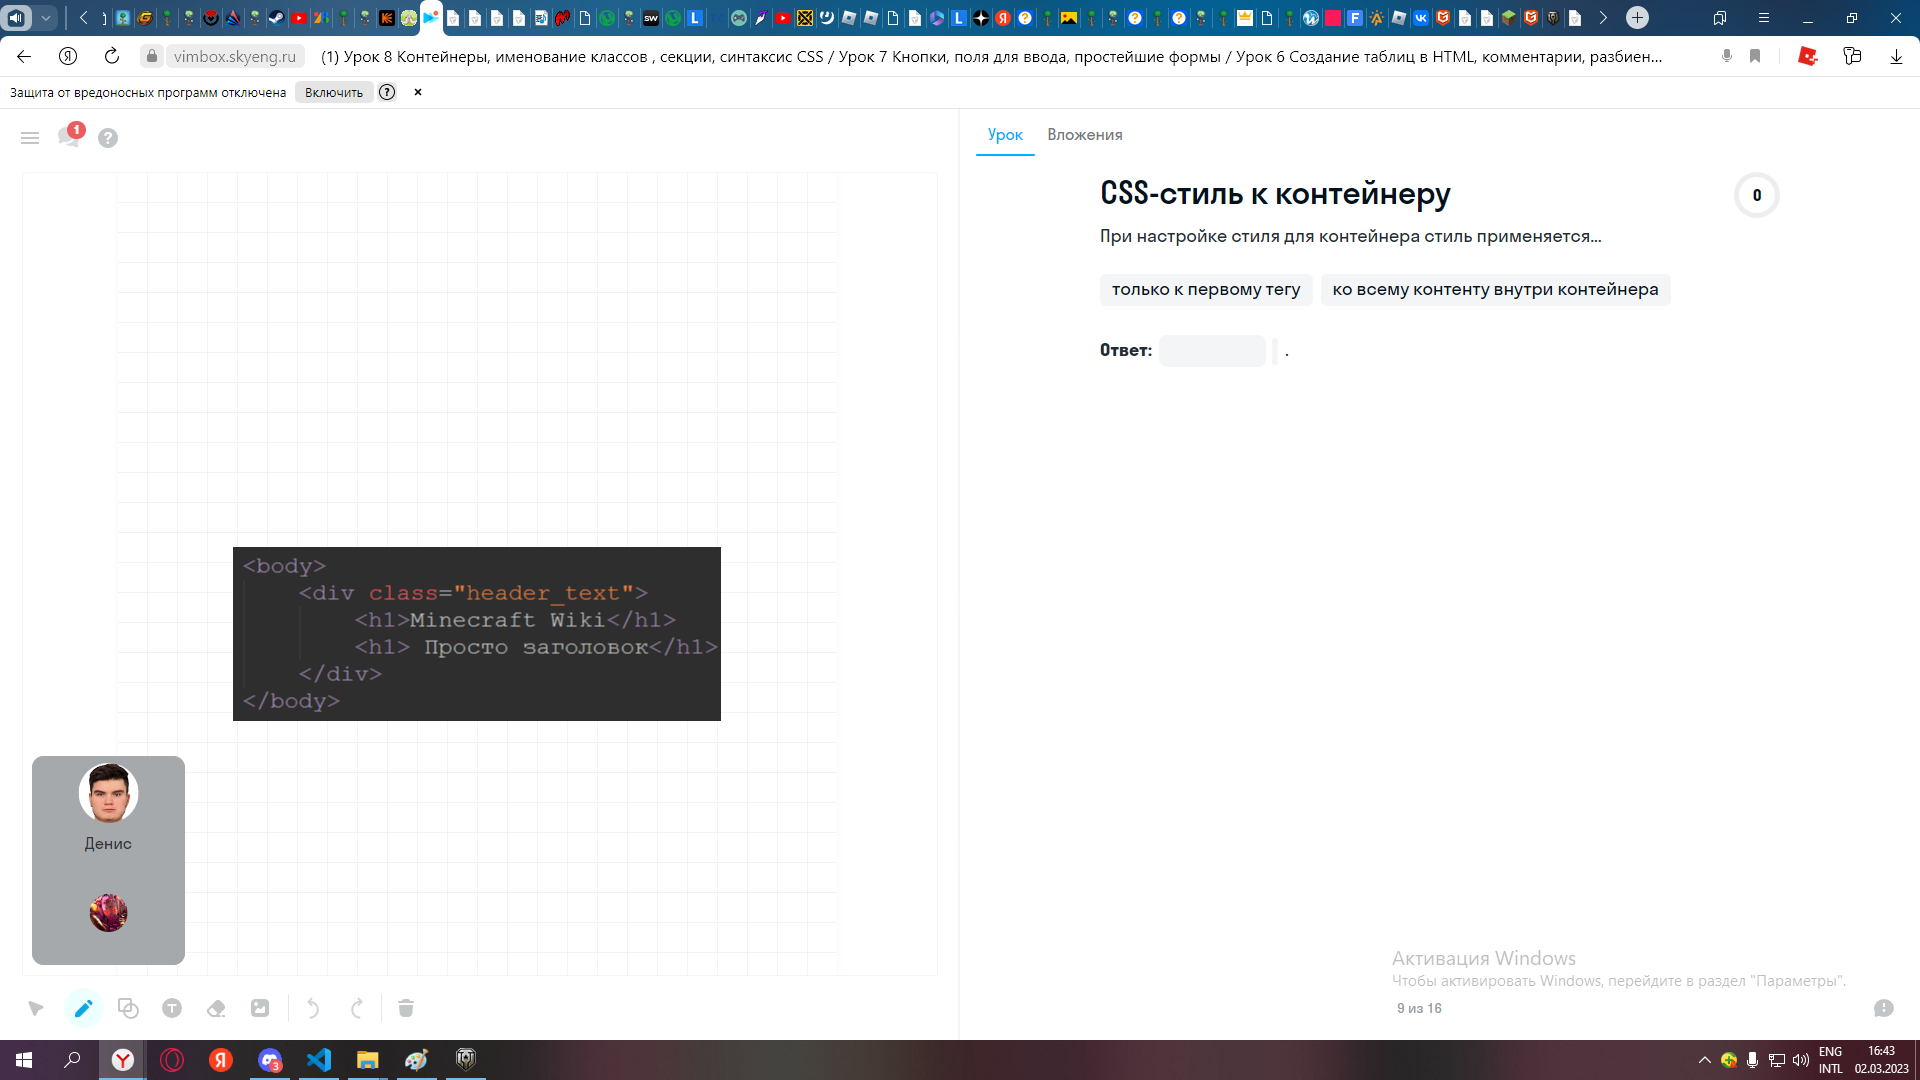 vimbox.skyeng.ru
(1) Урок 8 Контейнеры, именование классов , секции, синтаксис CSS / Урок 7 Кнопки, поля для ввода, простейшие формы / Урок 6 Создание таблиц в HTML, комментарии, разбиен...
Защита от вредоносных программ отключена
Включить
1
Урок
Вложения
CSS-стиль к контейнеру
0
При настройке стиля для контейнера стиль применяется...
только к первому тегу
ко всему контенту внутри контейнера
Ответ: .
<body>
<div class="header_text">
<h1>Minecraft Wiki</h1>
<h1> Просто заголовок</h1>
</div>
</body>
Денис
Активация Windows
Чтобы активировать Windows, перейдите в раздел "Параметры".
9 из 16
3
ENG
INTL
16:43
02.03.2023